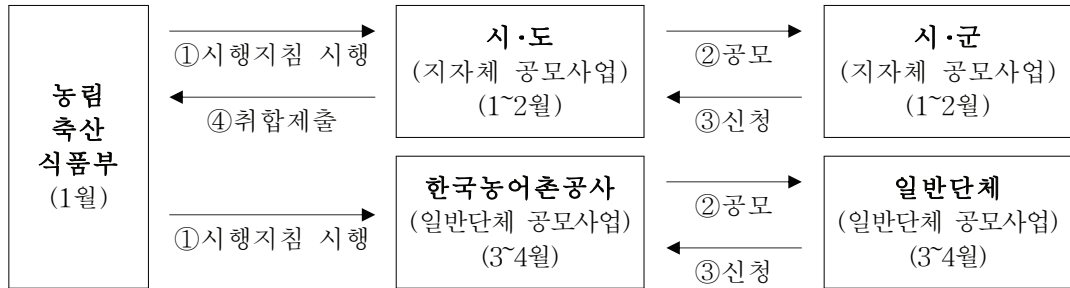 농림
축산
식품부
(1월)
①시행지침 시행
④취합제출
시·도
(지자체 공모사업)
(1~2월)
②공모
③신청
시·군
(지자체 공모사업)
(1~2월)
①시행지침 시행
한국농어촌공사
(일반단체 공모사업)
(3~4월)
②공모
③신청
일반단체
(일반단체 공모사업)
(3~4월)